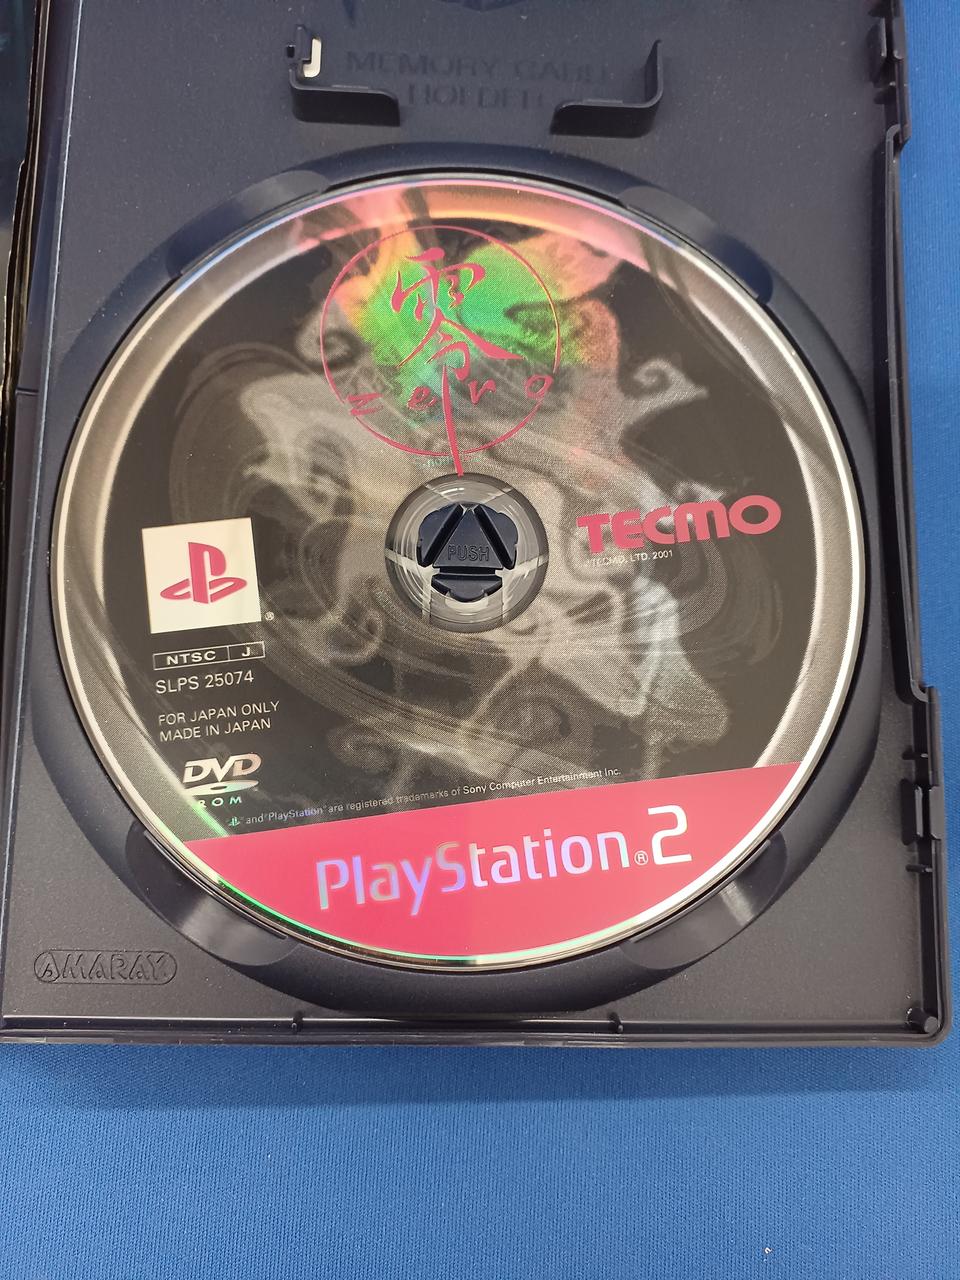 MEMORY CARD
HOLDER
零
zero
TECMO
©TECMO, LTD. 2001
PUSH
®
NTSC J
SLPS 25074
FOR JAPAN ONLY
MADE IN JAPAN
DVD
ROM
" and "PlayStation" are registered trademarks of Sony Computer Entertainment Inc.
PlayStation®2
AMARAY